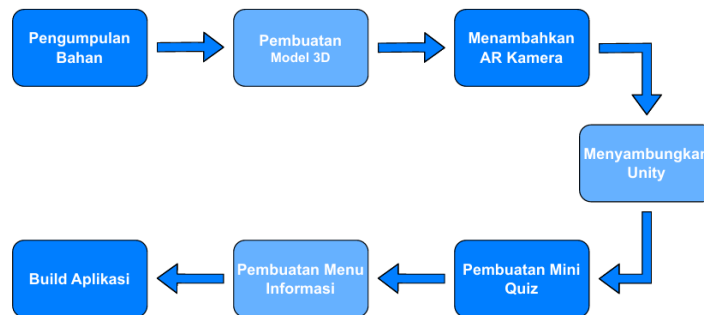 Pengumpulan
Bahan
Pembuatan
Model 3D
Menambahkan
AR Kamera
Menyambungkan
Unity
Pembuatan Mini
Quiz
Pembuatan Menu
Informasi
Build Aplikasi